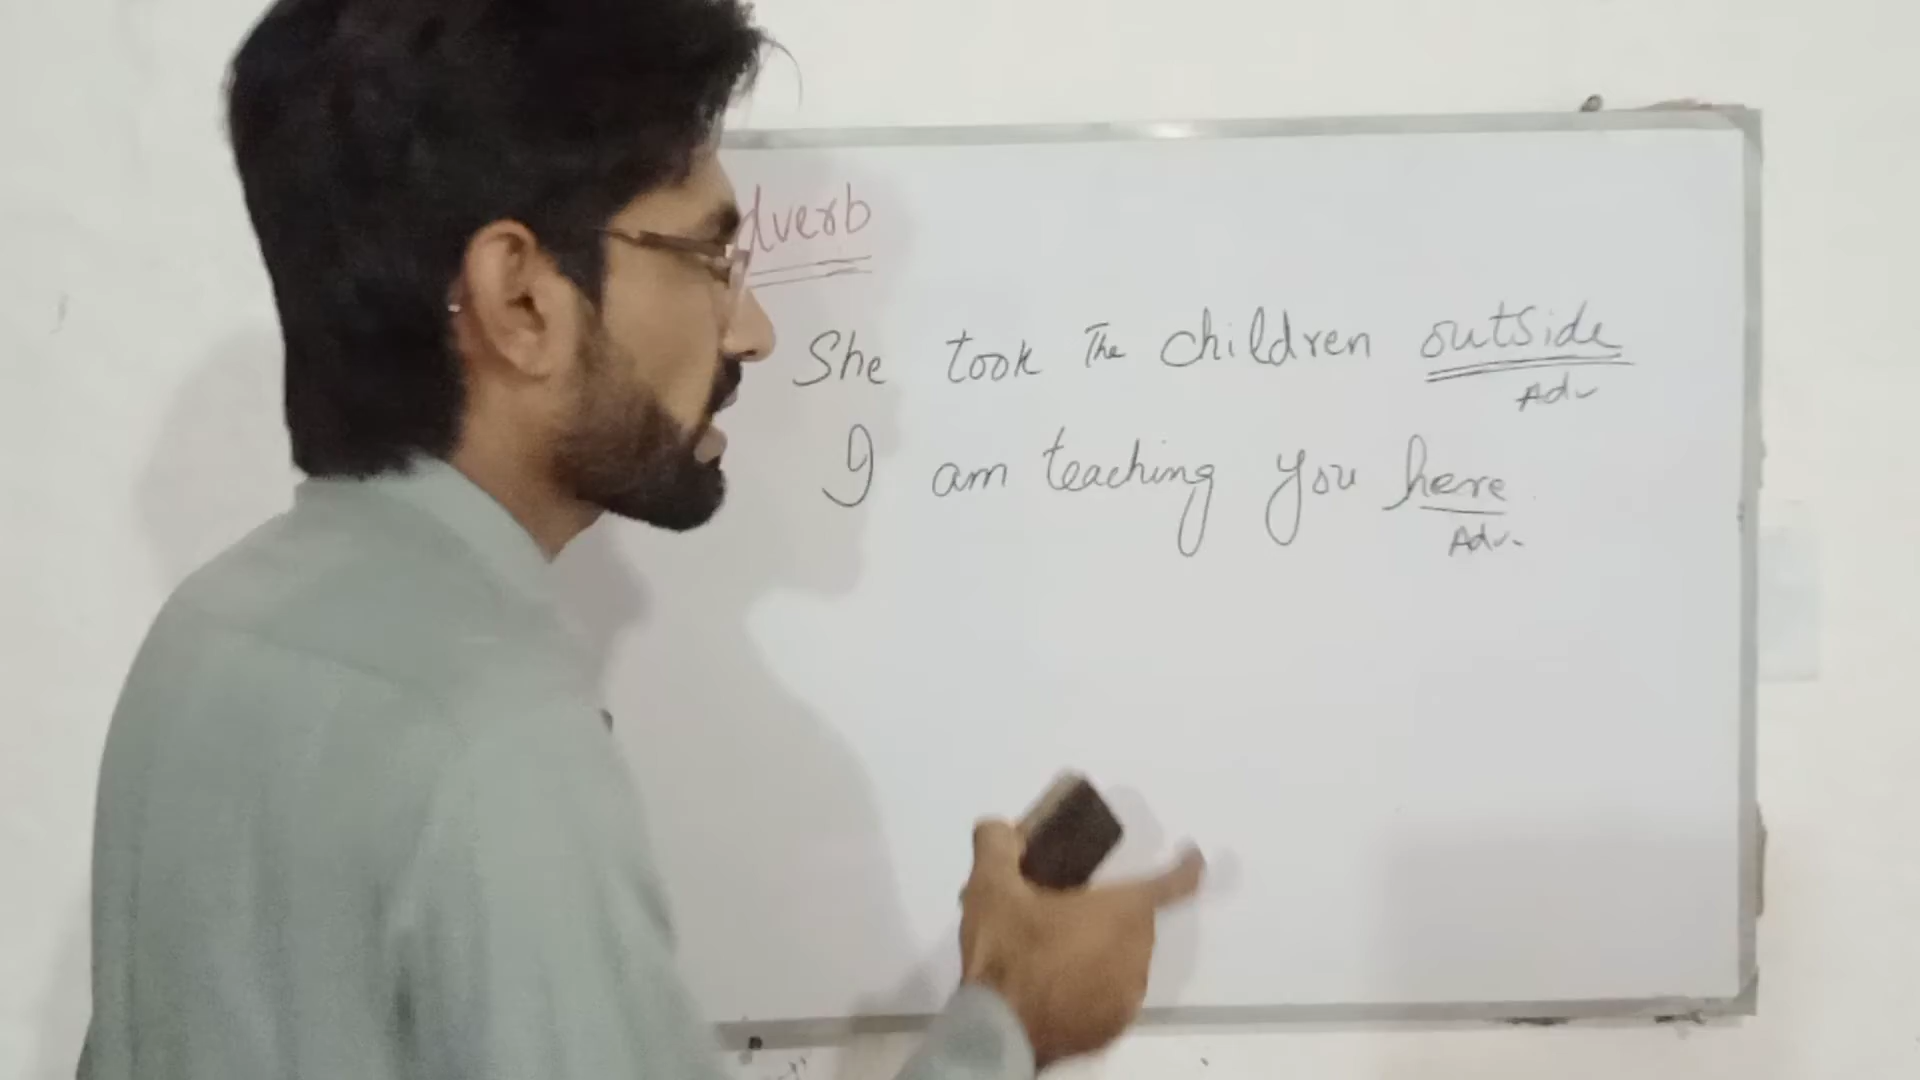 dverb
She took The children outside
Adv
I am teaching you here
Adv.